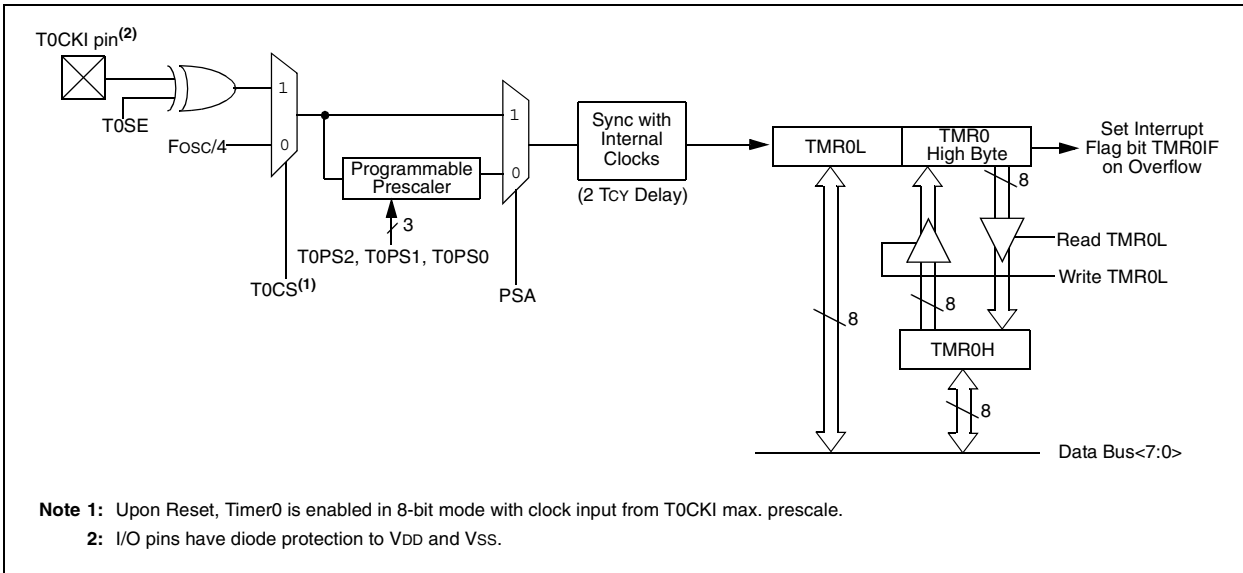 T0CKI pin(2)
T0SE
FOSC/4
1
0
T0CS(1)
Programmable
Prescaler
3
T0PS2, T0PS1, T0PS0
1
0
PSA
Sync with
Internal
Clocks
(2 TCY Delay)
TMR0L
TMR0
High Byte
Set Interrupt
Flag bit TMR0IF
on Overflow
8
Read TMR0L
Write TMR0L
8
8
TMR0H
8
Data Bus<7:0>
Note 1: Upon Reset, Timer0 is enabled in 8-bit mode with clock input from T0CKI max. prescale.
2: I/O pins have diode protection to VDD and VSS.